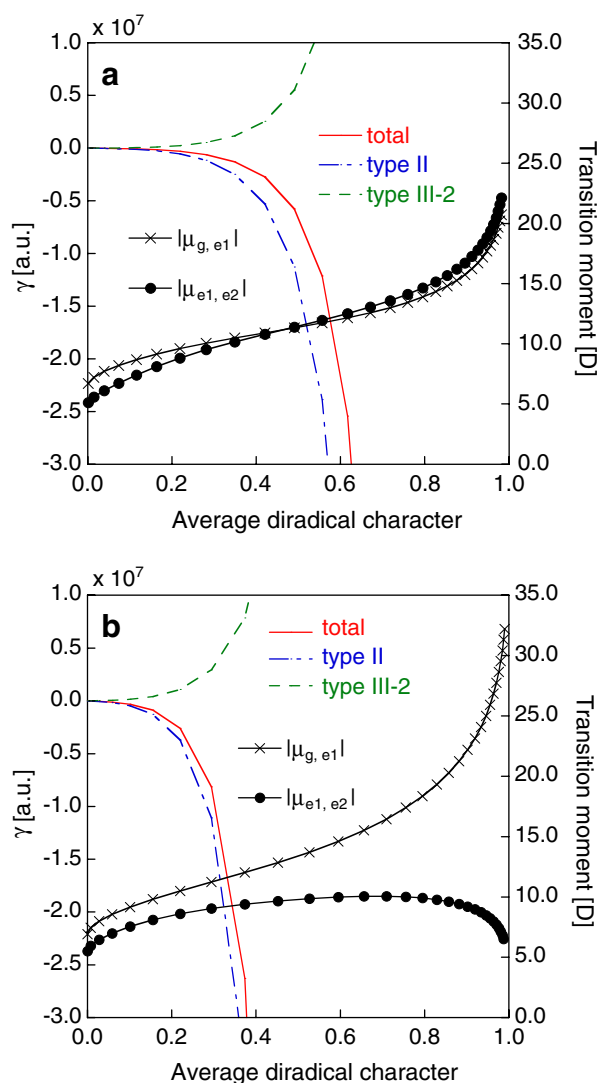 x 10⁷
a
1.0
0.5
0.0
-0.5
-1.0
-1.5
-2.0
-2.5
-3.0
γ [a.u.]
total
type II
type III-2
|μg, e1|
|μe1, e2|
35.0
30.0
25.0
20.0
15.0
10.0
5.0
0.0
Transition moment [D]
0.0 0.2 0.4 0.6 0.8 1.0
Average diradical character
x 10⁷
b
1.0
0.5
0.0
-0.5
-1.0
-1.5
-2.0
-2.5
-3.0
γ [a.u.]
total
type II
type III-2
|μg, e1|
|μe1, e2|
35.0
30.0
25.0
20.0
15.0
10.0
5.0
0.0
Transition moment [D]
0.0 0.2 0.4 0.6 0.8 1.0
Average diradical character